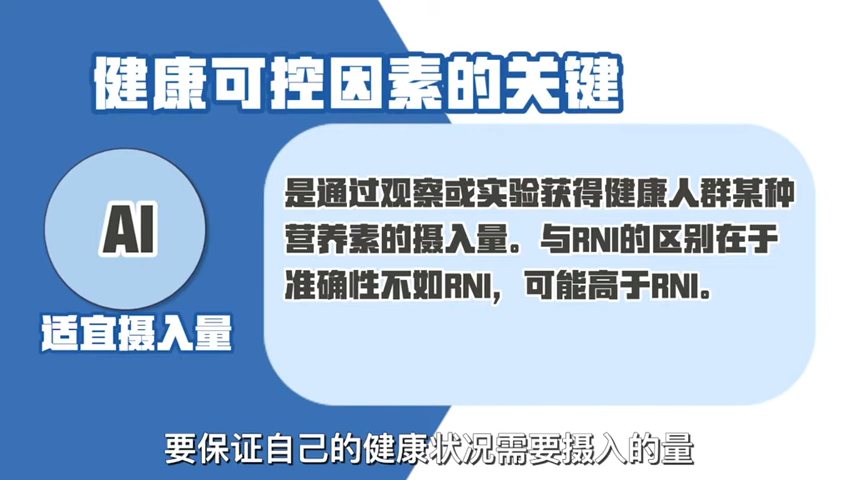 健康可控因素的关键
AI
适宜摄入量
是通过观察或实验获得健康人群某种
营养素的摄入量。与RNI的区别在于
准确性不如RNI，可能高于RNI。
要保证自己的健康状况需要摄入的量